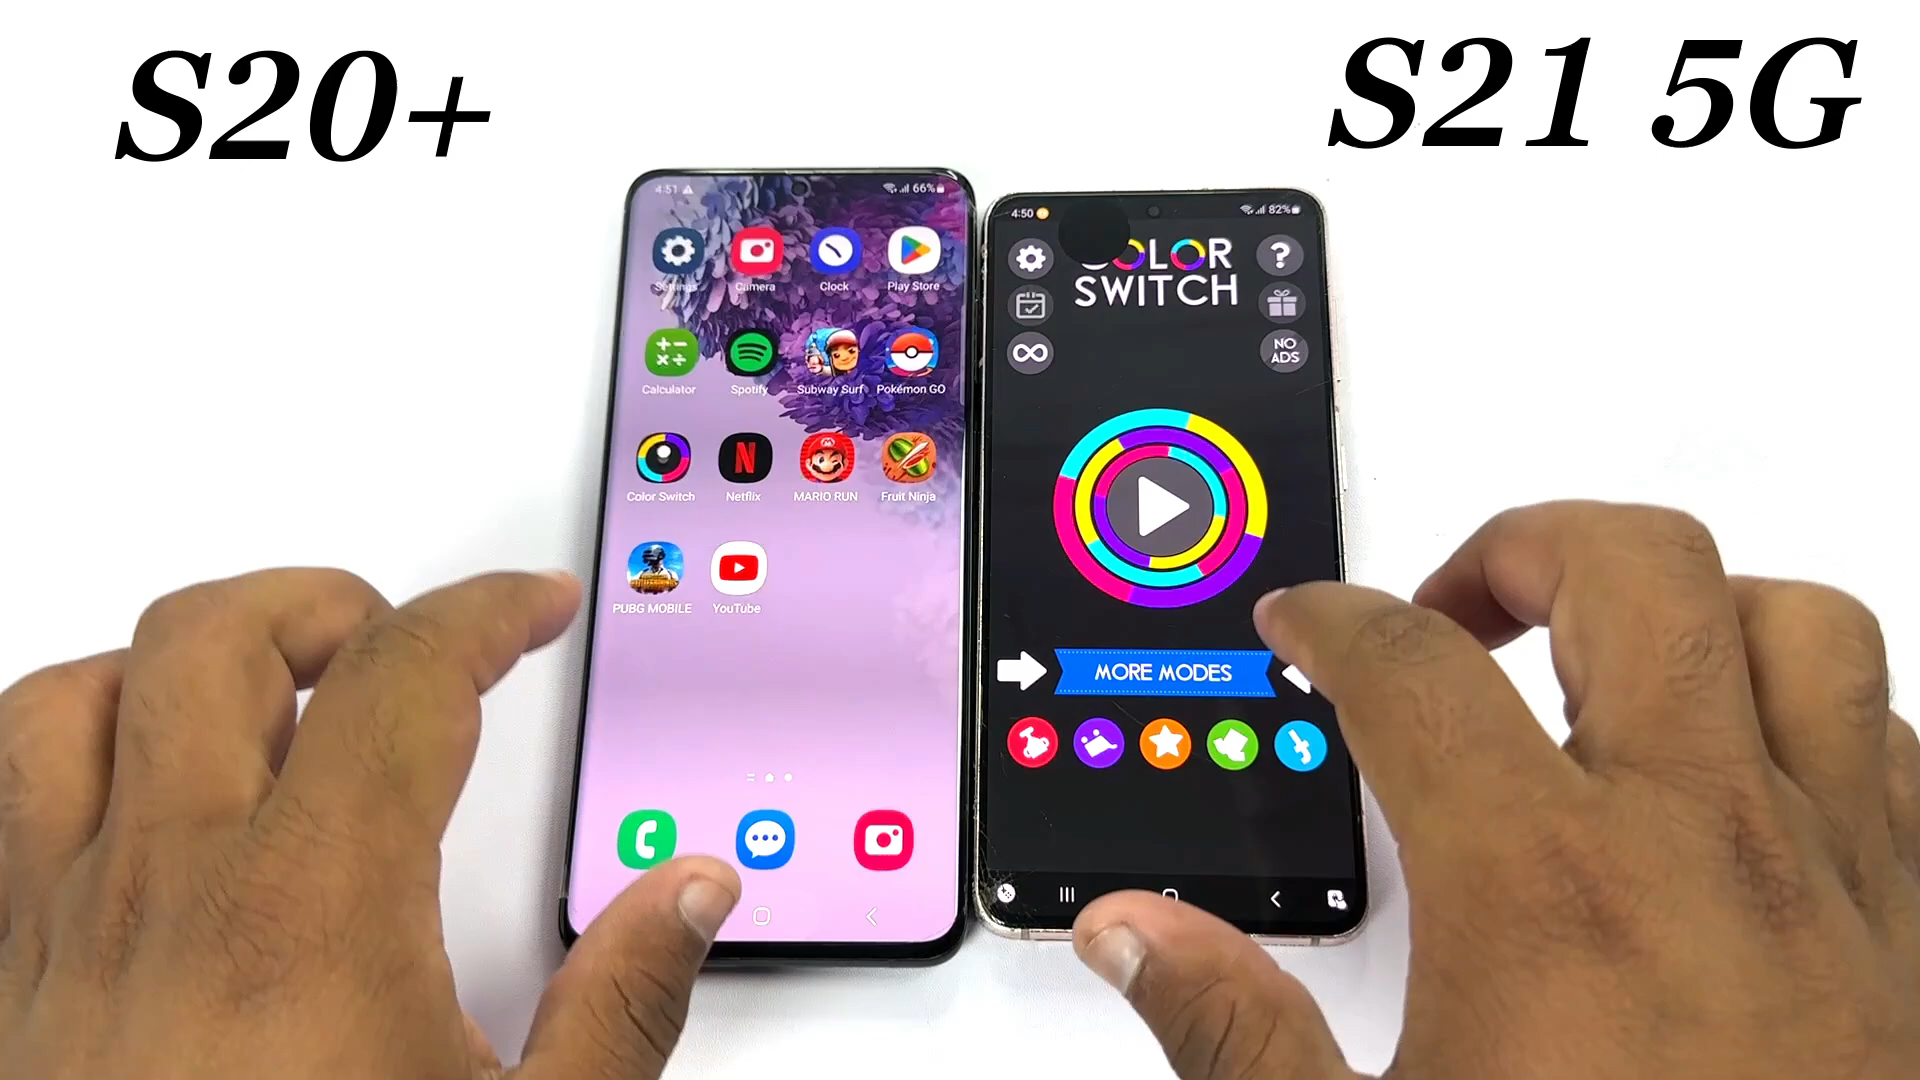 S20+
S21 5G
4:51
66%
Settings
Camera
Clock
Play Store
Calculator
Spotify
Subway Surf
Pokémon GO
Color Switch
Netflix
MARIO RUN
Fruit Ninja
PUBG MOBILE
YouTube
4:50
82%
COLOR
SWITCH
?
NO
ADS
MORE MODES